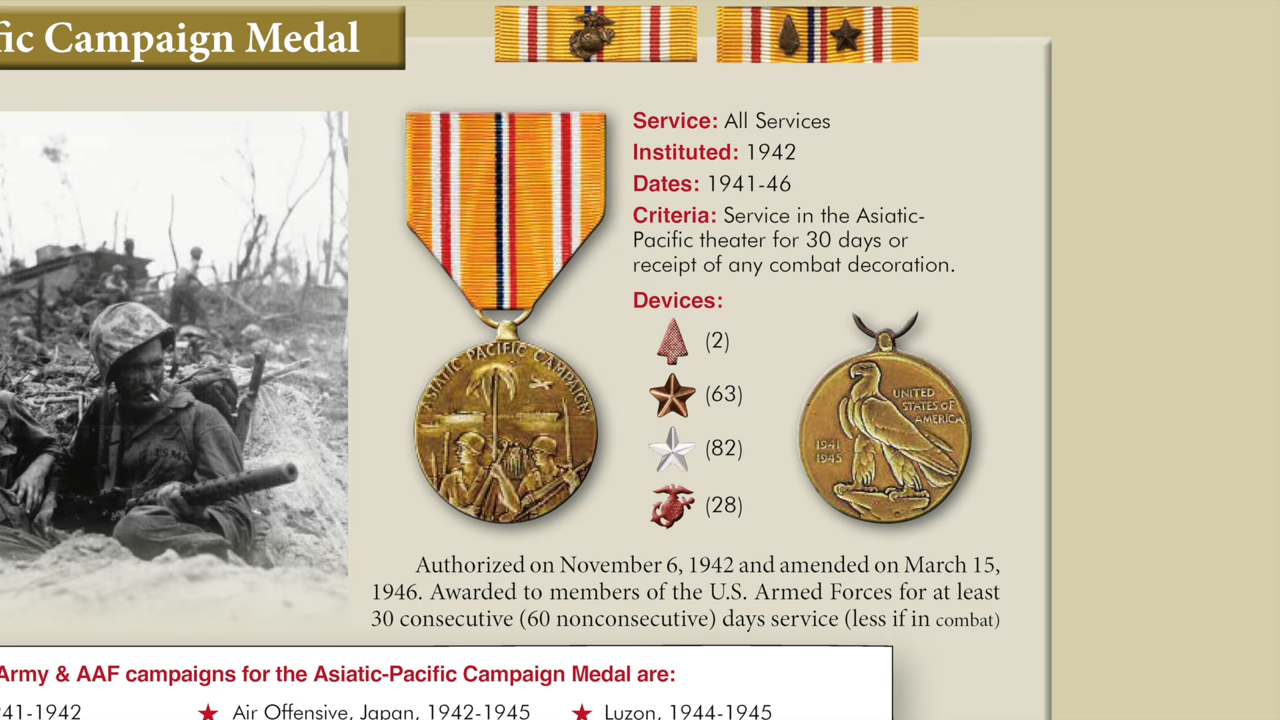 fic Campaign Medal
Service: All Services
Instituted: 1942
Dates: 1941-46
Criteria: Service in the Asiatic-
Pacific theater for 30 days or
receipt of any combat decoration.
Devices:
(2)
(63)
(82)
(28)
ASIATIC PACIFIC CAMPAIGN
UNITED
STATES OF
AMERICA
1941
1945
USMC
Authorized on November 6, 1942 and amended on March 15,
1946. Awarded to members of the U.S. Armed Forces for at least
30 consecutive (60 nonconsecutive) days service (less if in combat)
Army & AAF campaigns for the Asiatic-Pacific Campaign Medal are:
41-1942
Air Offensive, Japan, 1942-1945
Luzon, 1944-1945